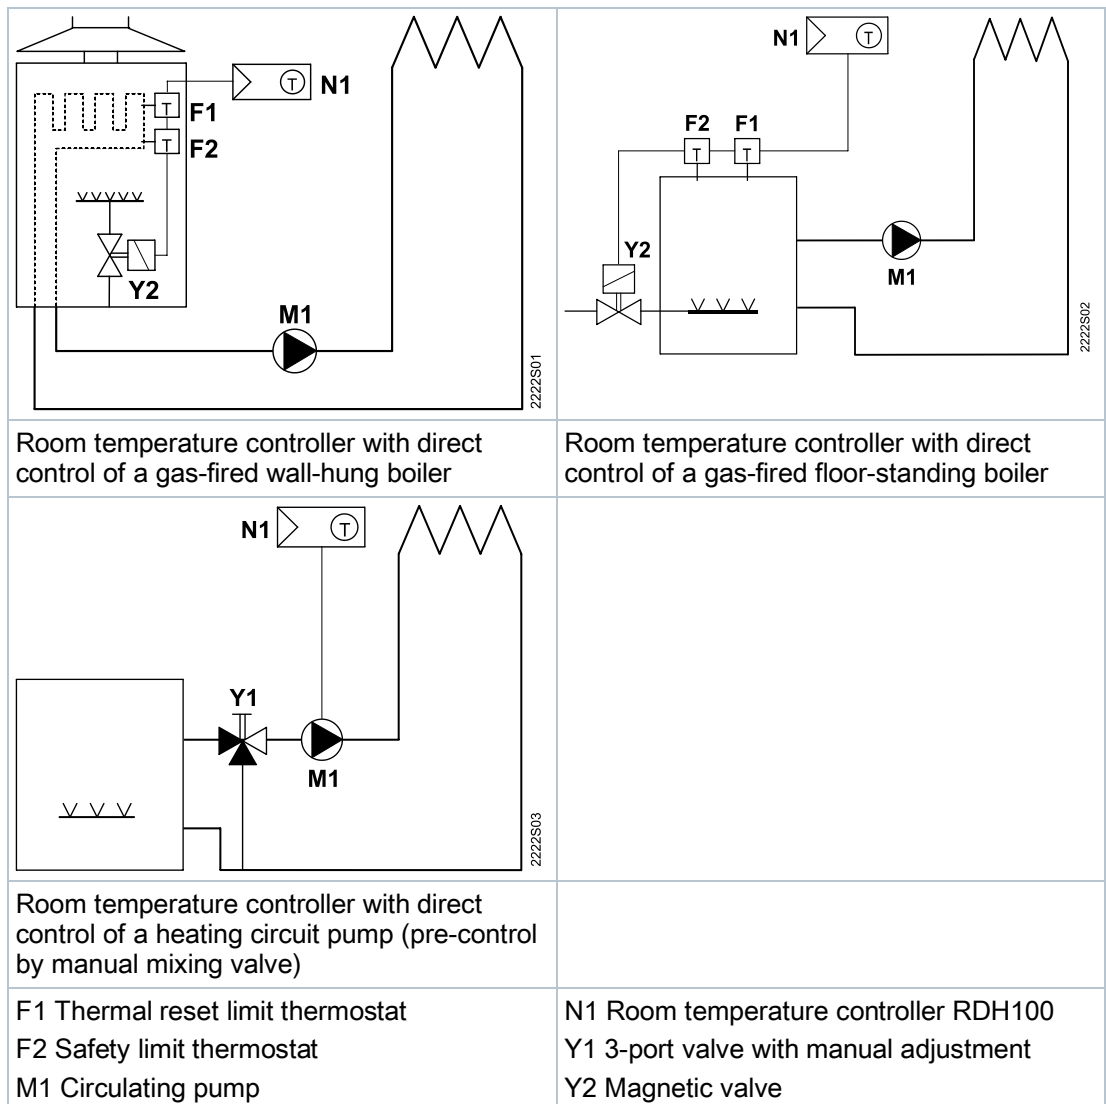 N1
T
T
F1
T
F2
Y2
M1
2222S01
N1
T
F2
F1
T
T
Y2
M1
2222S02
Room temperature controller with direct
control of a gas-fired wall-hung boiler
Room temperature controller with direct
control of a gas-fired floor-standing boiler
N1
T
Y1
M1
2222S03
Room temperature controller with direct
control of a heating circuit pump (pre-control
by manual mixing valve)
F1 Thermal reset limit thermostat
F2 Safety limit thermostat
M1 Circulating pump
N1 Room temperature controller RDH100
Y1 3-port valve with manual adjustment
Y2 Magnetic valve